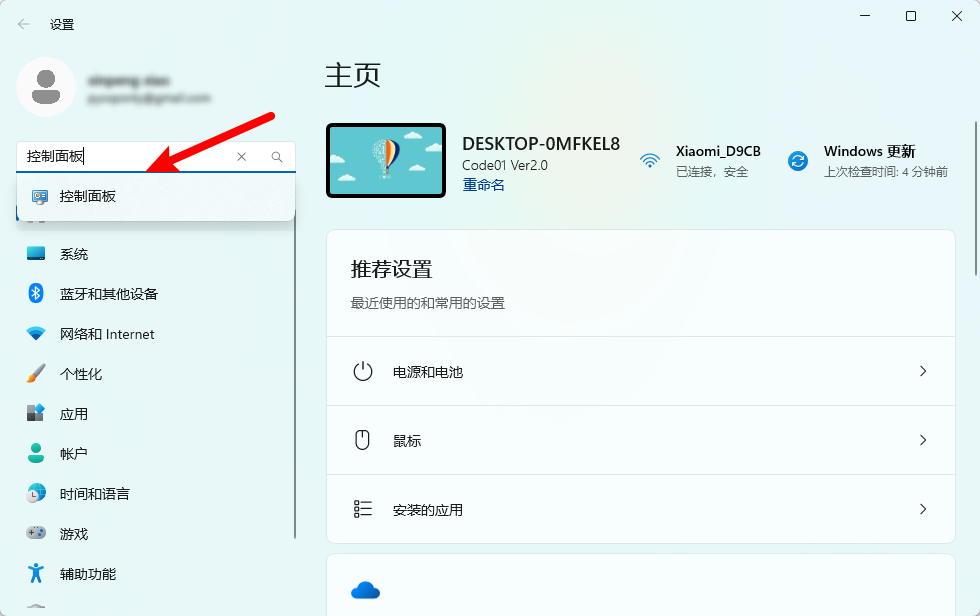 设置
控制面板
控制面板
系统
蓝牙和其他设备
网络和 Internet
个性化
应用
帐户
时间和语言
游戏
辅助功能
主页
DESKTOP-0MFKEL8
Code01 Ver2.0
重命名
Xiaomi_D9CB
已连接，安全
Windows 更新
上次检查时间: 4 分钟前
推荐设置
最近使用的和常用的设置
电源和电池
鼠标
安装的应用